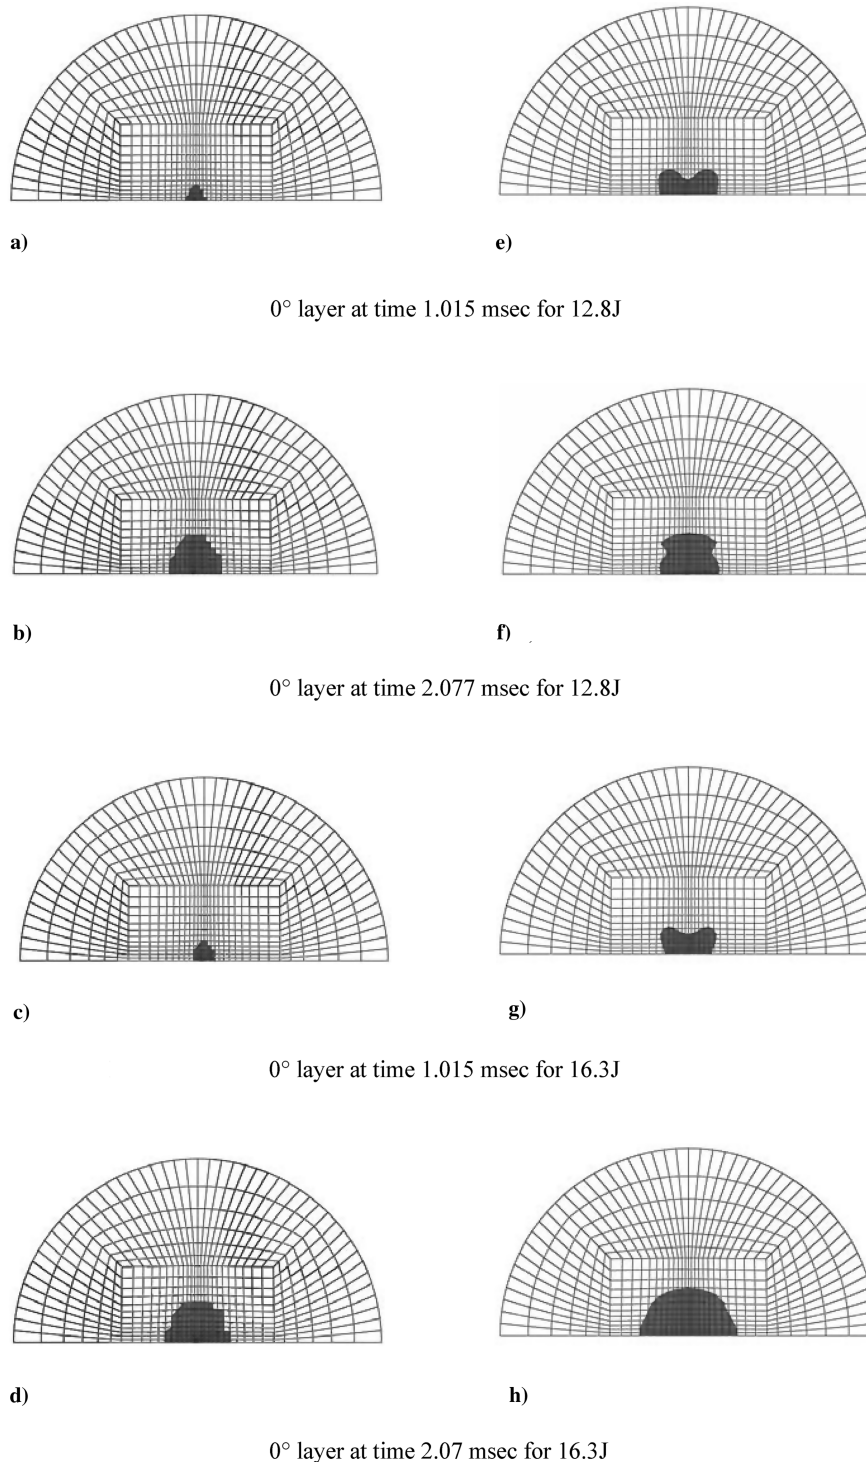 a) e)
0° layer at time 1.015 msec for 12.8J
b) f)
0° layer at time 2.077 msec for 12.8J
c) g)
0° layer at time 1.015 msec for 16.3J
d) h)
0° layer at time 2.07 msec for 16.3J